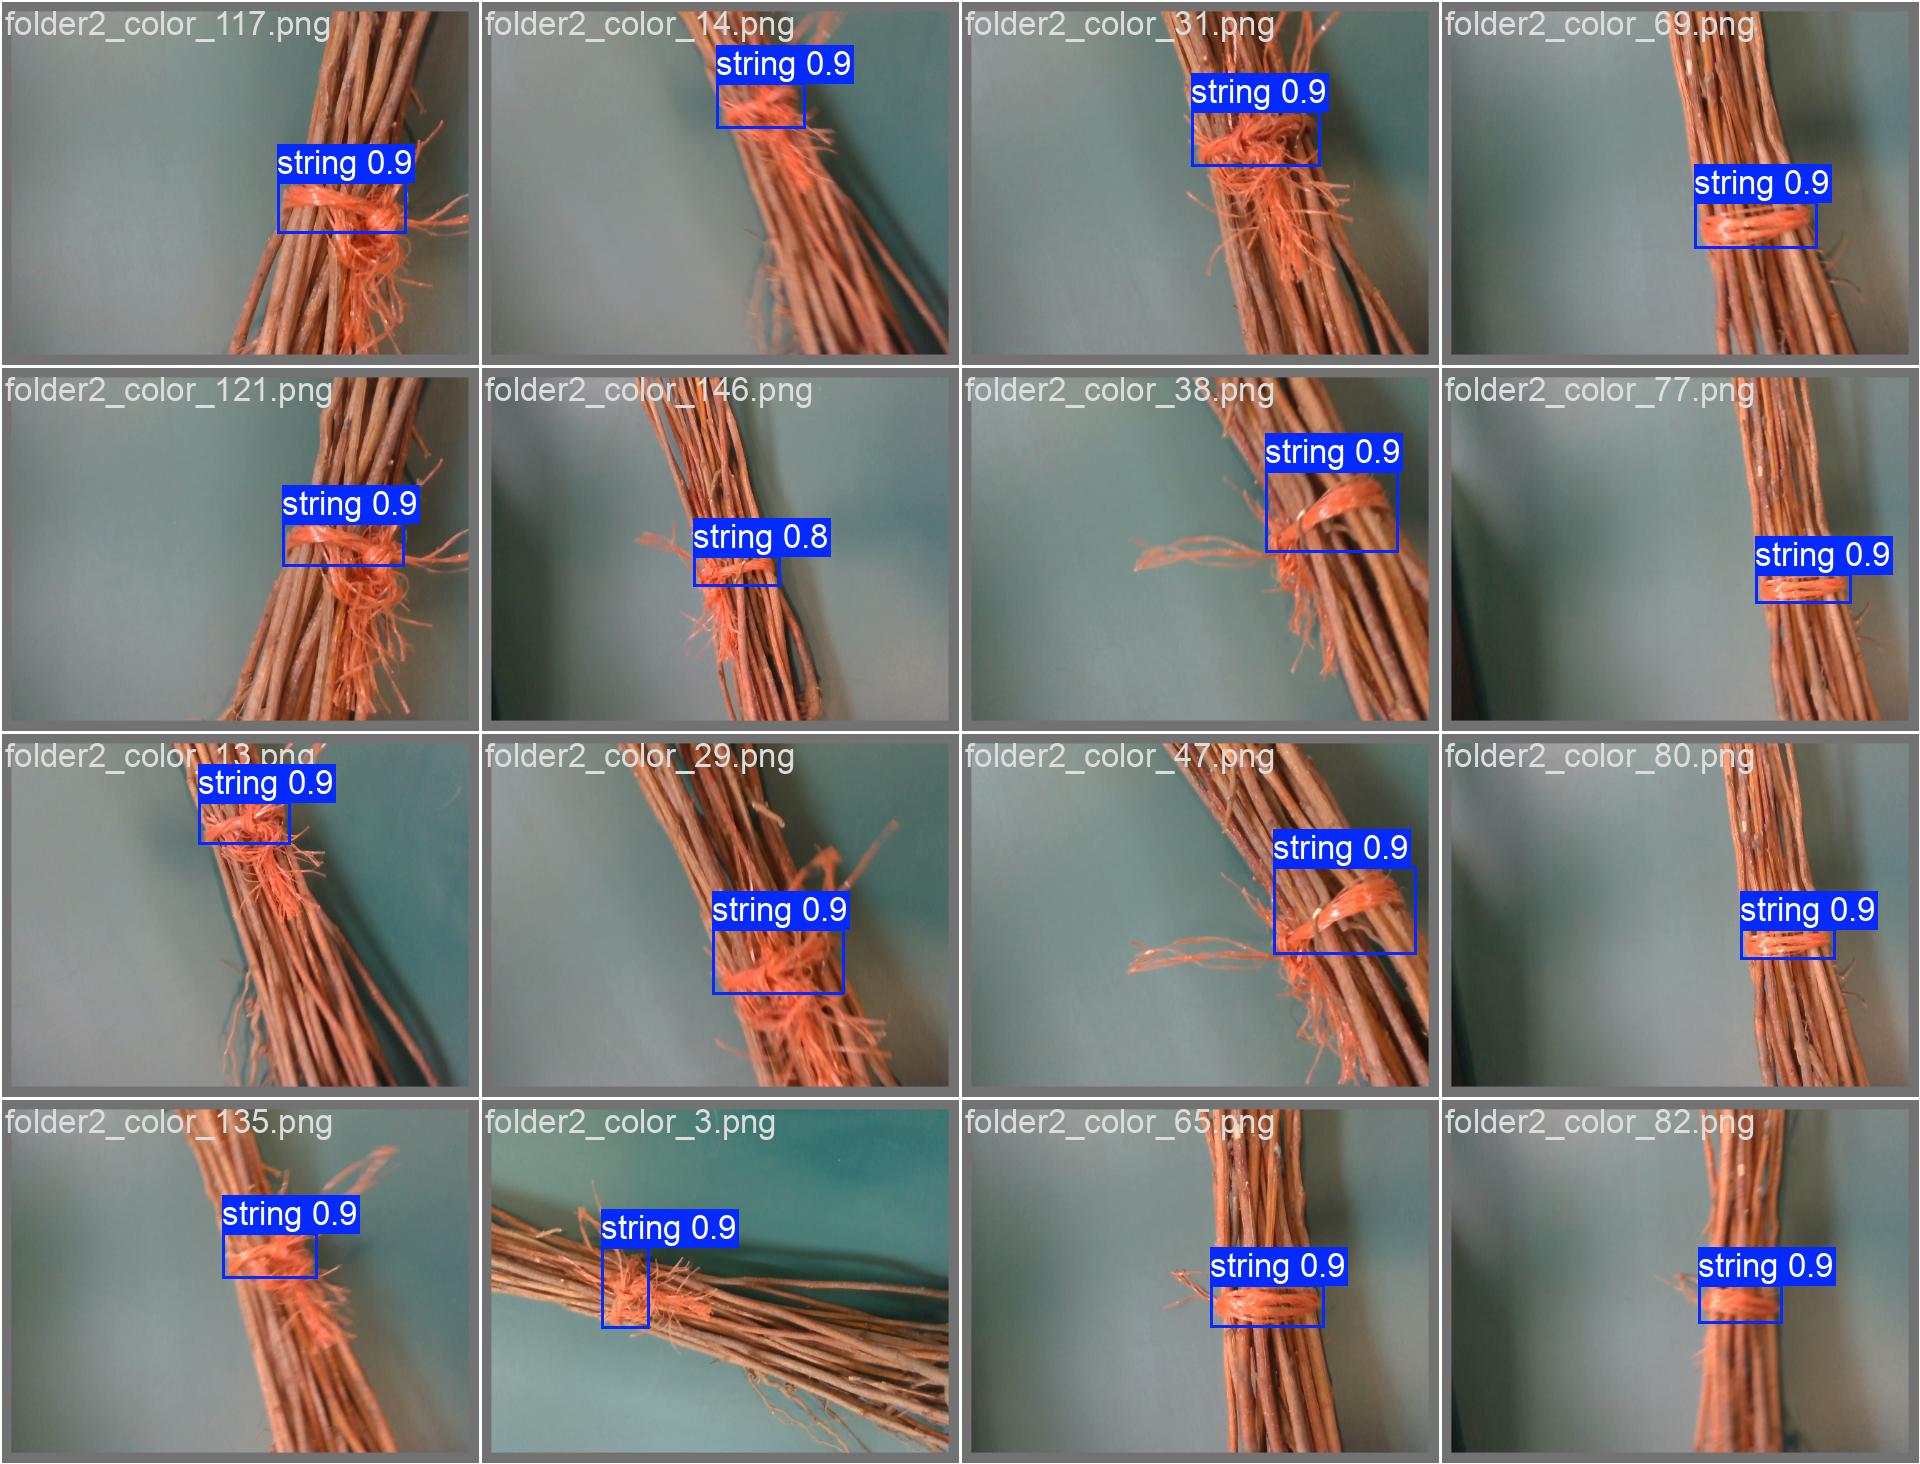 folder2_color_117.png
string 0.9
folder2_color_14.png
string 0.9
folder2_color_31.png
string 0.9
folder2_color_69.png
string 0.9
folder2_color_121.png
string 0.9
folder2_color_146.png
string 0.8
folder2_color_38.png
string 0.9
folder2_color_77.png
string 0.9
folder2_color_13.png
string 0.9
folder2_color_29.png
string 0.9
folder2_color_47.png
string 0.9
folder2_color_80.png
string 0.9
folder2_color_135.png
string 0.9
folder2_color_3.png
string 0.9
folder2_color_65.png
string 0.9
folder2_color_82.png
string 0.9